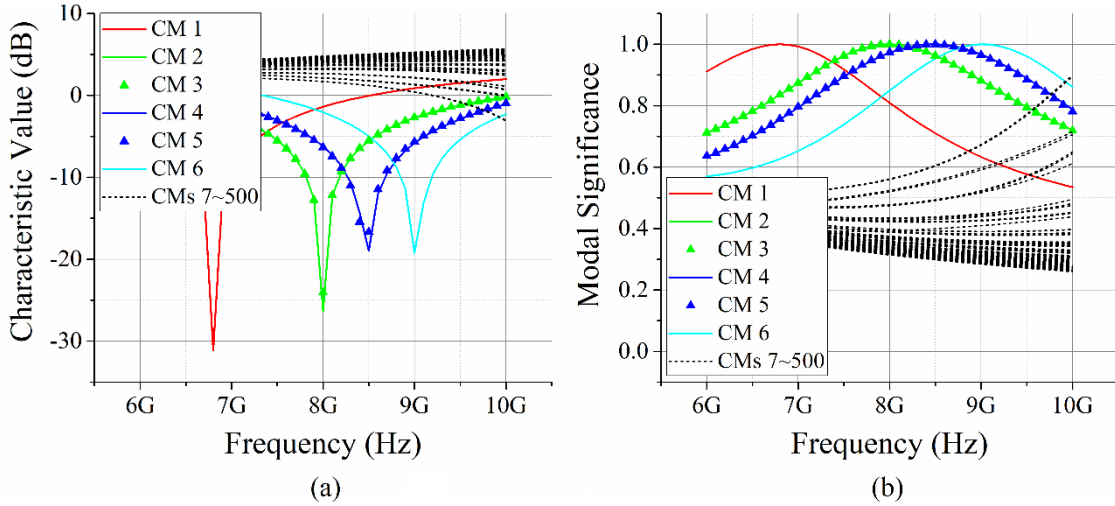 CM 1
CM 2
CM 3
CM 4
CM 5
CM 6
CMs 7~500
10
0
-10
-20
-30
Characteristic Value (dB)
6G 7G 8G 9G 10G
Frequency (Hz)
(a)
1.0
0.8
0.6
0.4
0.2
0.0
Modal Significance
CM 1
CM 2
CM 3
CM 4
CM 5
CM 6
CMs 7~500
6G 7G 8G 9G 10G
Frequency (Hz)
(b)